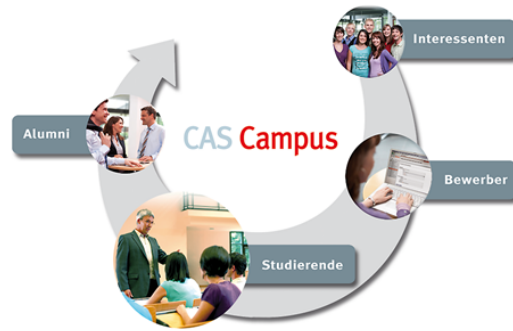 Interessenten
Alumni
CAS Campus
Bewerber
Studierende